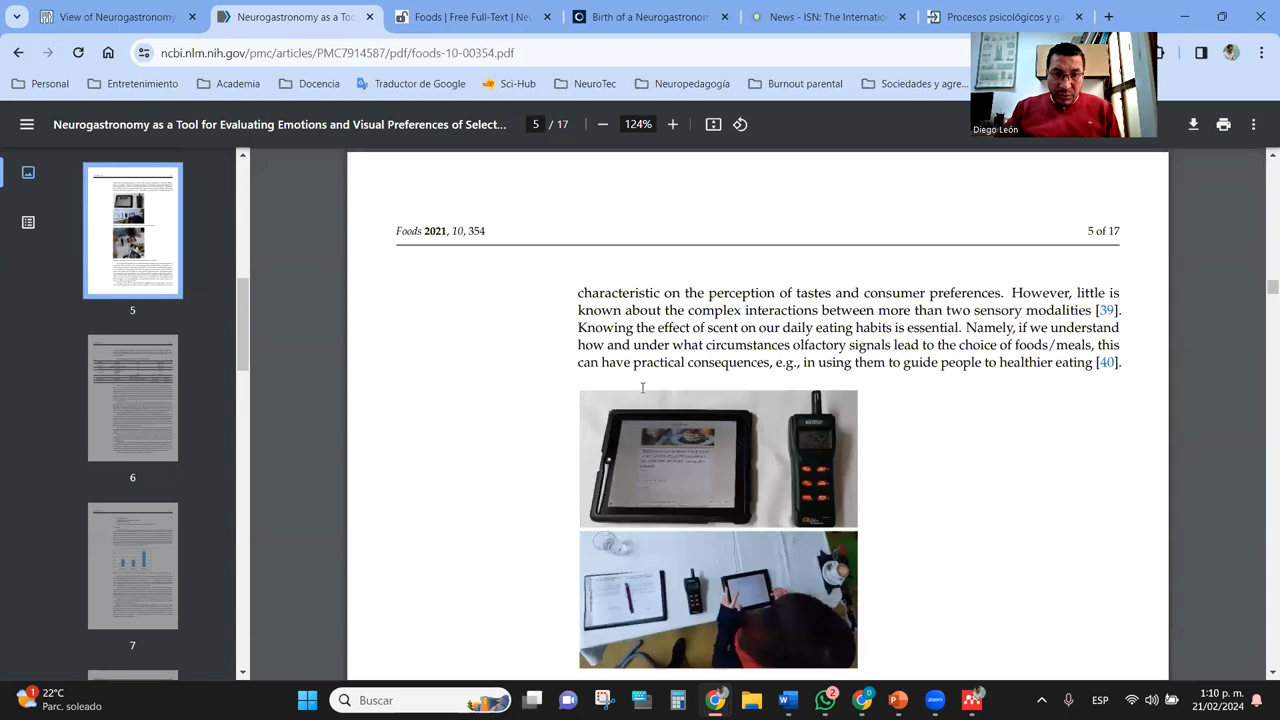 View of Neurogastronomy
Neurogastronomy as a Too
Foods | Free Full-Text | Ne
Birth of a Neurogastronom
News - ISN: The Internatio
Procesos psicológicos y ga
ncbi.nlm.nih.gov/pmc/articles/PMC7914587/pdf/foods-10-00354.pdf
Personal
Entretenimiento
Academia
Sci-Hub
NeuroTec
Neuropedagogía
Burnout parental
Sociedades y agre...
Diego León
Neurogastronomy as a Tool for Evaluating Emotions and Visual Preferences of Select...
5 / 17
124%
Foods 2021, 10, 354
5 of 17
characteristic on the perception of tastes and consumer preferences. However, little is
known about the complex interactions between more than two sensory modalities [39].
Knowing the effect of scent on our daily eating habits is essential. Namely, if we understand
how and under what circumstances olfactory signals lead to the choice of foods/meals, this
can have practical consequences, e.g., in using them to guide people to healthier eating [40].
5
6
7
1
22°C
Parc. soleado
Buscar
2
0
zoom
ESP
1:10 p. m.
21/02/2024